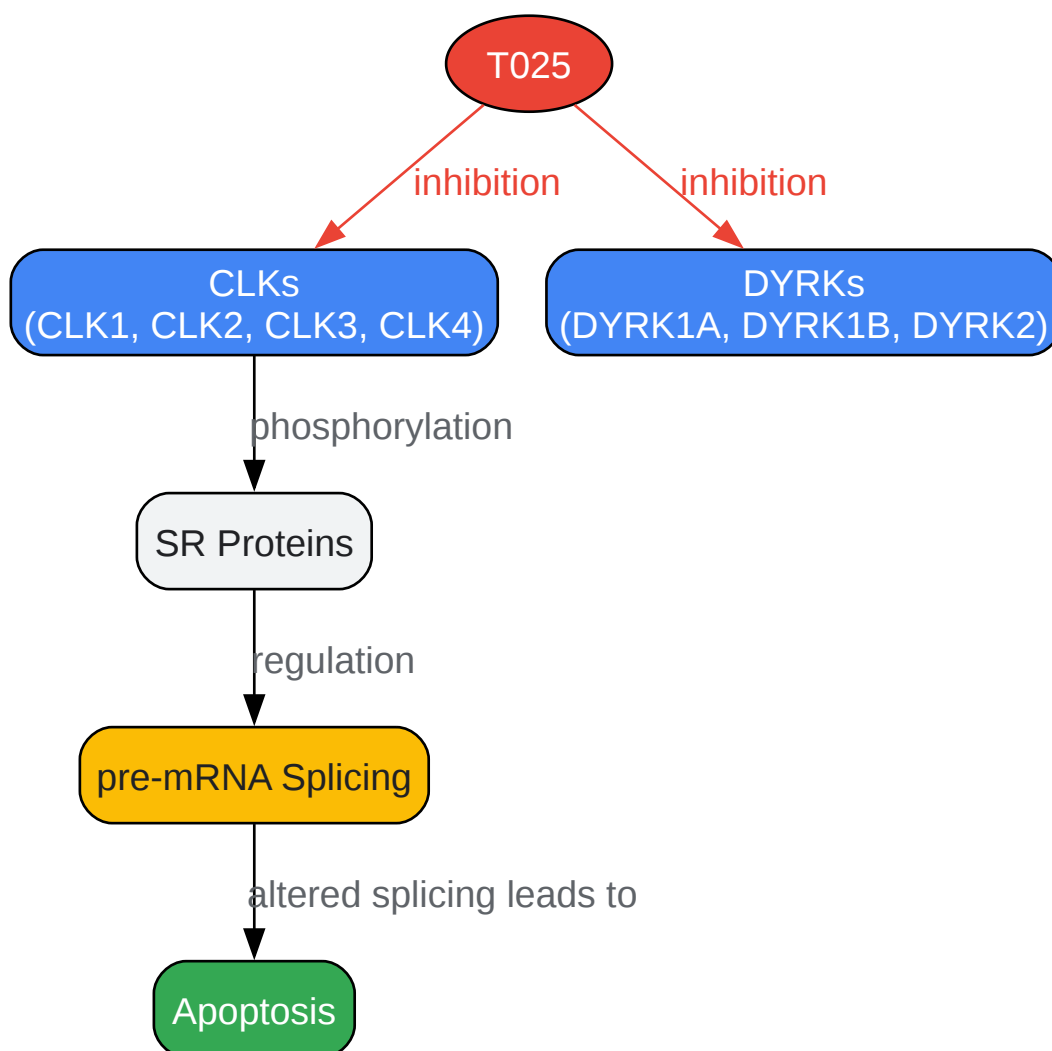 T025
inhibition
inhibition
CLKs
(CLK1, CLK2, CLK3, CLK4)
DYRKs
(DYRK1A, DYRK1B, DYRK2)
phosphorylation
SR Proteins
regulation
pre-mRNA Splicing
altered splicing leads to
Apoptosis